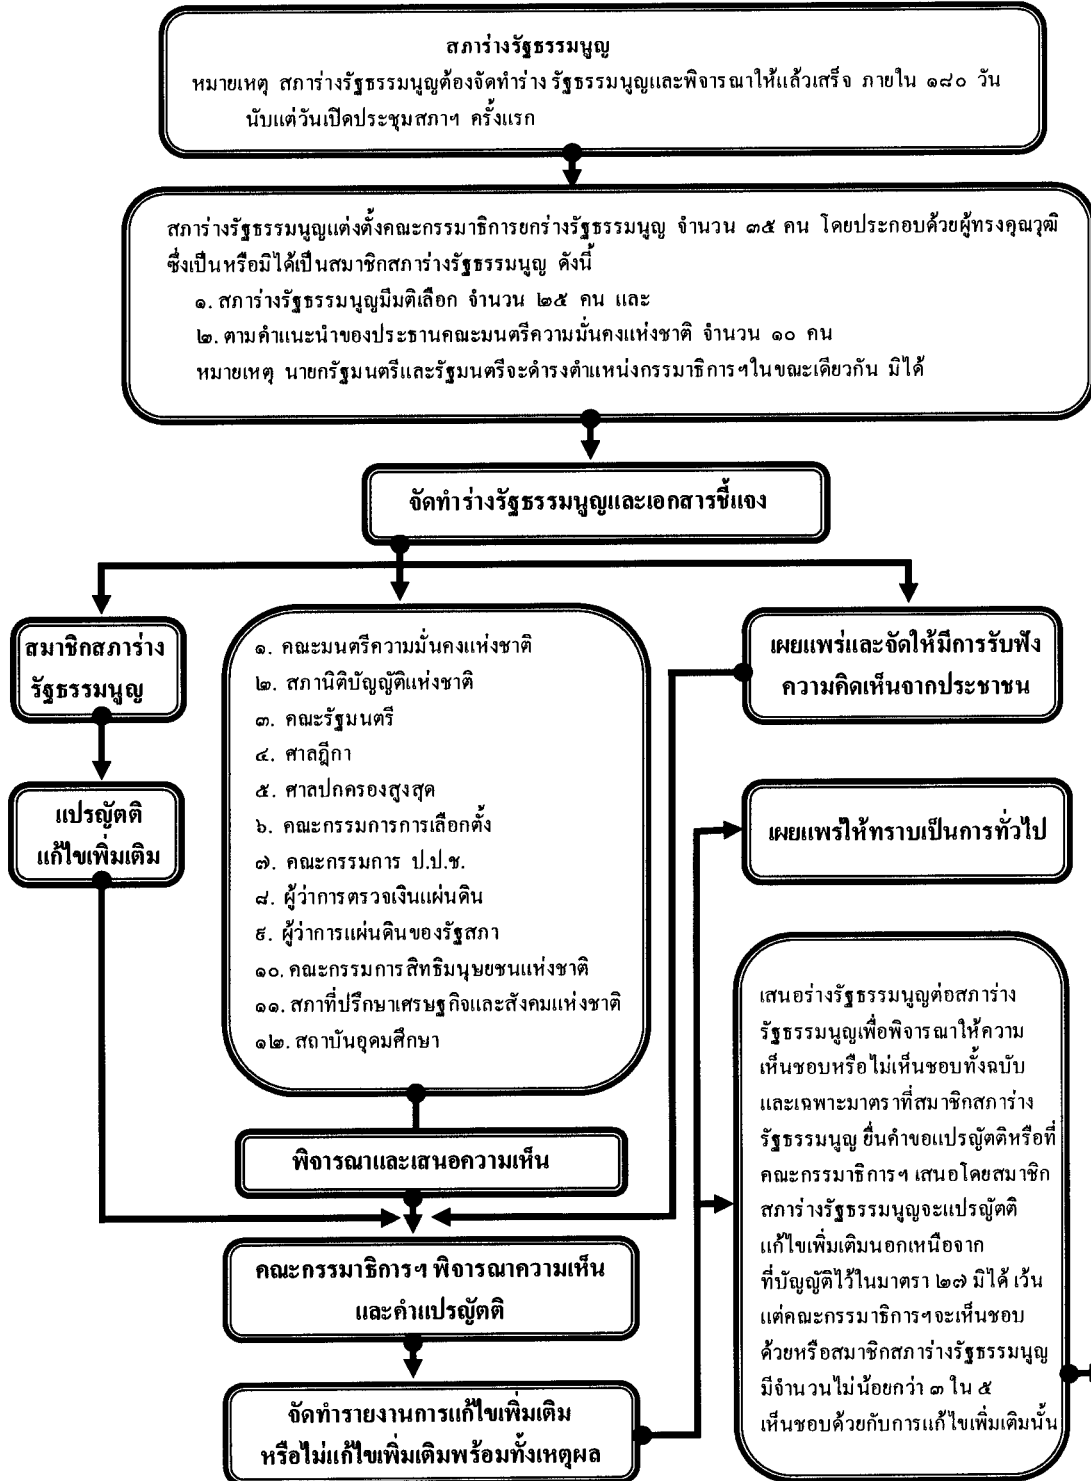 สภาร่างรัฐธรรมนูญ
หมายเหตุ สภาร่างรัฐธรรมนูญต้องจัดทำร่าง รัฐธรรมนูญและพิจารณาให้แล้วเสร็จ ภายใน ๑๘๐ วัน
นับแต่วันเปิดประชุมสภาฯ ครั้งแรก
สภาร่างรัฐธรรมนูญแต่งตั้งคณะกรรมาธิการยกร่างรัฐธรรมนูญ จำนวน ๓๕ คน โดยประกอบด้วยผู้ทรงคุณวุฒิ
ซึ่งเป็นหรือมิได้เป็นสมาชิกสภาร่างรัฐธรรมนูญ ดังนี้
๑. สภาร่างรัฐธรรมนูญมีมติเลือก จำนวน ๒๕ คน และ
๒. ตามคำแนะนำของประธานคณะมนตรีความมั่นคงแห่งชาติ จำนวน ๑๐ คน
หมายเหตุ นายกรัฐมนตรีและรัฐมนตรีจะดำรงตำแหน่งกรรมาธิการฯในขณะเดียวกัน มิได้
จัดทำร่างรัฐธรรมนูญและเอกสารชี้แจง
สมาชิกสภาร่าง
รัฐธรรมนูญ
แปรญัตติ
แก้ไขเพิ่มเติม
๑. คณะมนตรีความมั่นคงแห่งชาติ
๒. สภานิติบัญญัติแห่งชาติ
๓. คณะรัฐมนตรี
๔. ศาลฎีกา
๕. ศาลปกครองสูงสุด
๖. คณะกรรมการการเลือกตั้ง
๗. คณะกรรมการ ป.ป.ช.
๘. ผู้ว่าการตรวจเงินแผ่นดิน
๙. ผู้ว่าการแผ่นดินของรัฐสภา
๑๐. คณะกรรมการสิทธิมนุษยชนแห่งชาติ
๑๑. สภาที่ปรึกษาเศรษฐกิจและสังคมแห่งชาติ
๑๒. สถาบันอุดมศึกษา
พิจารณาและเสนอความเห็น
เผยแพร่และจัดให้มีการรับฟัง
ความคิดเห็นจากประชาชน
เผยแพร่ให้ทราบเป็นการทั่วไป
คณะกรรมาธิการฯ พิจารณาความเห็น
และคำแปรญัตติ
จัดทำรายงานการแก้ไขเพิ่มเติม
หรือไม่แก้ไขเพิ่มเติมพร้อมทั้งเหตุผล
เสนอร่างรัฐธรรมนูญต่อสภาร่าง
รัฐธรรมนูญเพื่อพิจารณาให้ความ
เห็นชอบหรือไม่เห็นชอบทั้งฉบับ
และเฉพาะมาตราที่สมาชิกสภาร่าง
รัฐธรรมนูญ ยื่นคำขอแปรญัตติหรือที่
คณะกรรมาธิการฯ เสนอโดยสมาชิก
สภาร่างรัฐธรรมนูญจะแปรญัตติ
แก้ไขเพิ่มเติมนอกเหนือจาก
ที่บัญญัติไว้ในมาตรา ๒๗ มิได้ เว้น
แต่คณะกรรมาธิการฯจะเห็นชอบ
ด้วยหรือสมาชิกสภาร่างรัฐธรรมนูญ
มีจำนวนไม่น้อยกว่า ๓ ใน ๕
เห็นชอบด้วยกับการแก้ไขเพิ่มเติมนั้น